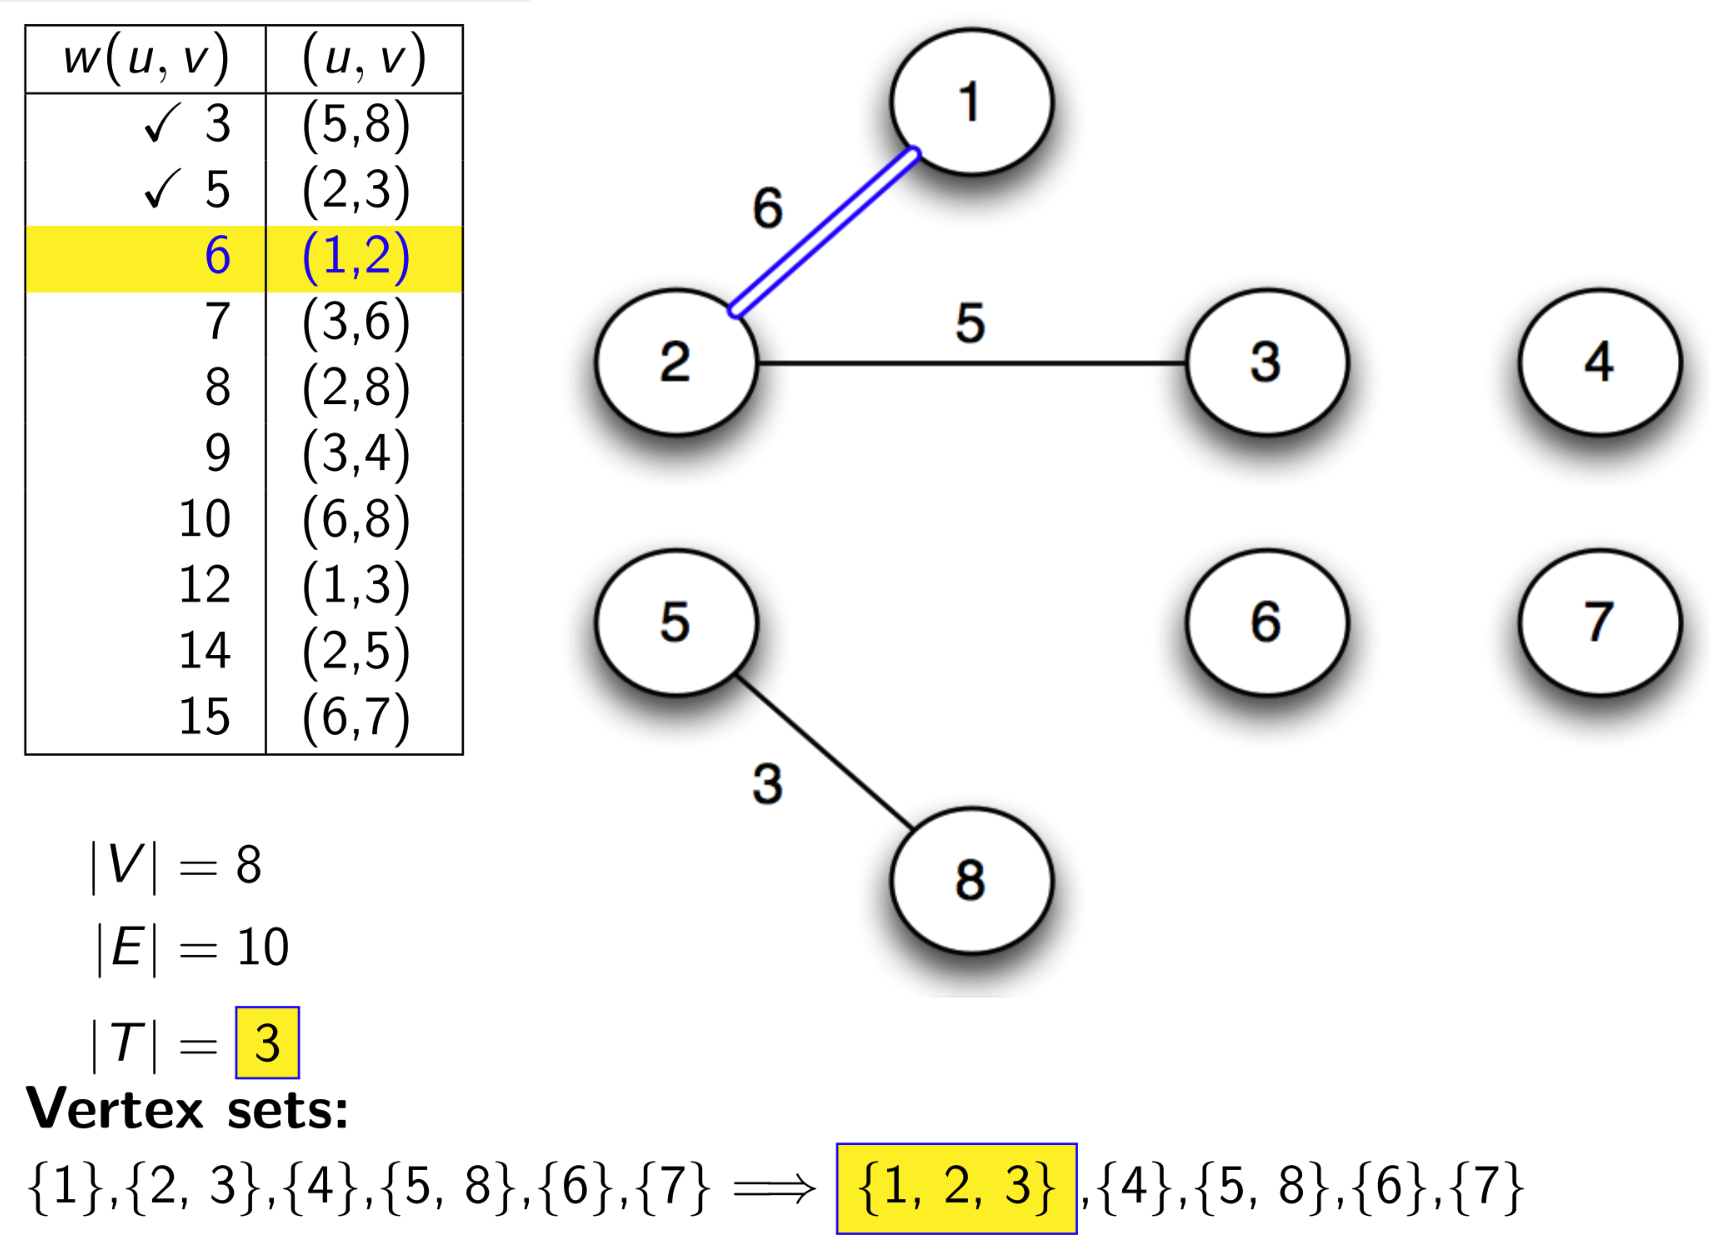 w(u, v) (u, v)
✓ 3 (5,8)
✓ 5 (2,3)
6 (1,2)
7 (3,6)
8 (2,8)
9 (3,4)
10 (6,8)
12 (1,3)
14 (2,5)
15 (6,7)
1
6
5
2
3
4
5
6
7
3
8
|V| = 8
|E| = 10
|T| = 3
Vertex sets:
{1},{2, 3},{4},{5, 8},{6},{7} ⟹ {1, 2, 3} ,{4},{5, 8},{6},{7}